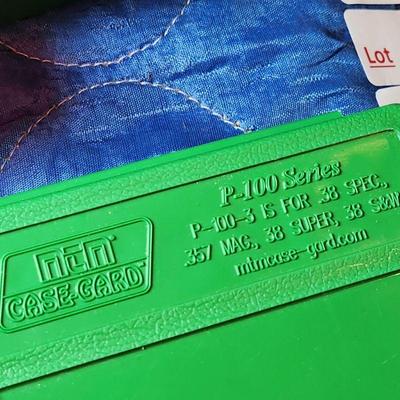 Lot
P-100 Series
P-100-3 IS FOR .38 SPEC,
.357 MAG, 38 SUPER, 38 S&W
mtmcase-gard.com
mtm
CASE-GARD